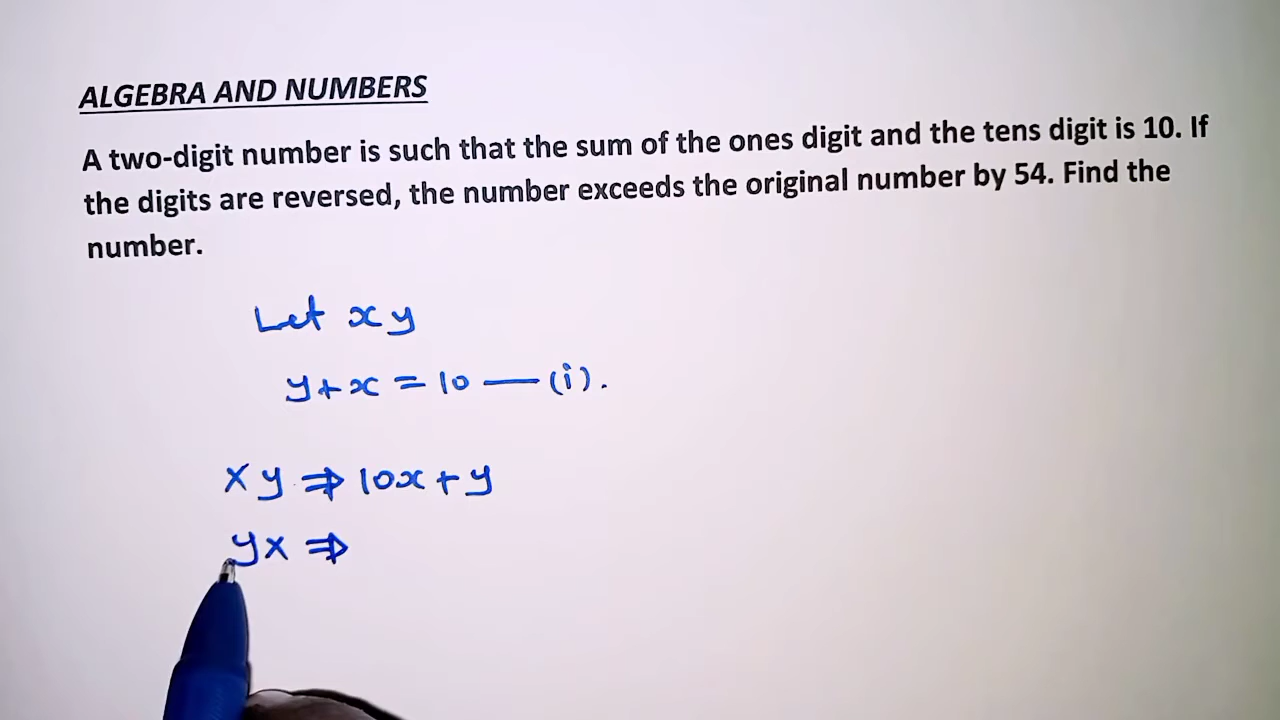 ALGEBRA AND NUMBERS
A two-digit number is such that the sum of the ones digit and the tens digit is 10. If
the digits are reversed, the number exceeds the original number by 54. Find the
number.
Let xy
y+x = 10 — (i).
xy ⇒ 10x + y
yx ⇒